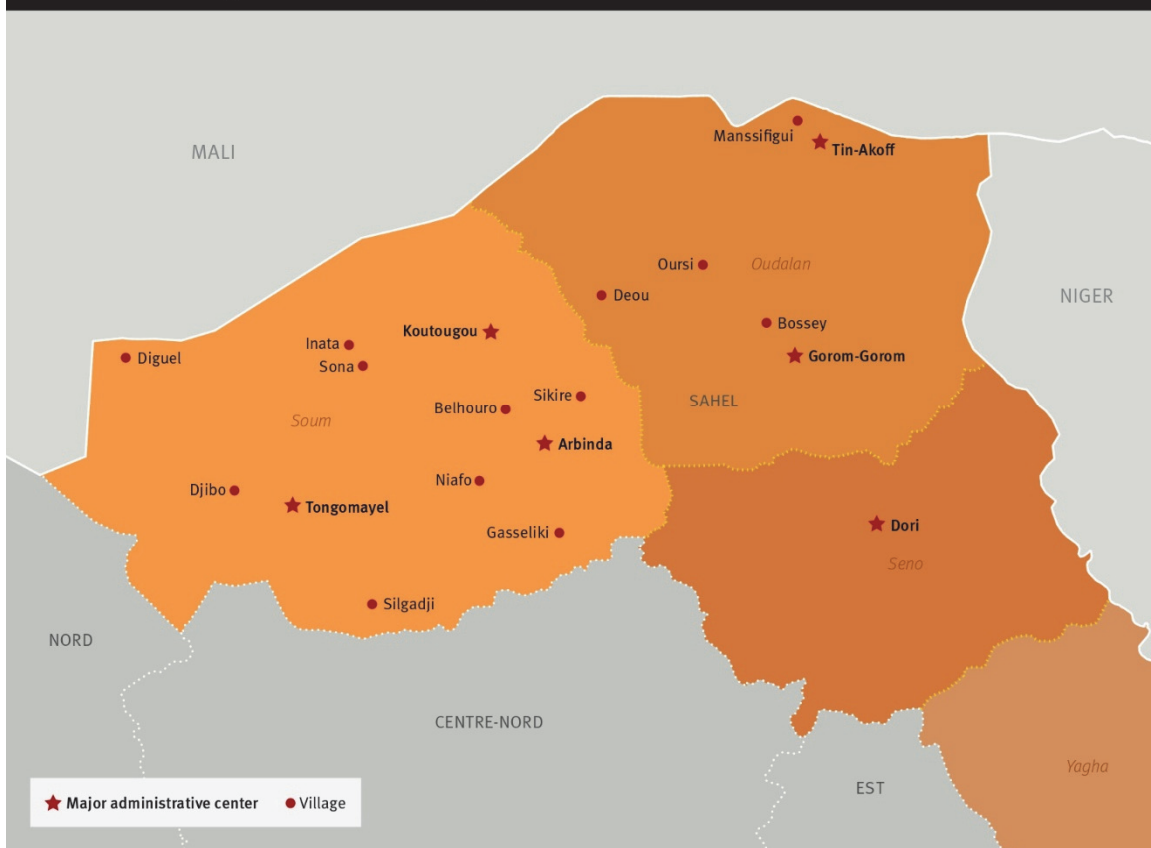 MALI
Manssifigui
Tin-Akoff
Oursi
Oudalan
Deou
NIGER
Bossey
Koutougou
Inata
Gorom-Gorom
Diguel
Sona
Sikire
SAHEL
Belhouro
Soum
Arbinda
Niafo
Djibo
Tongomayel
Dori
Gasseliki
Seno
Silgadji
NORD
CENTRE-NORD
Yagha
EST
Major administrative center Village